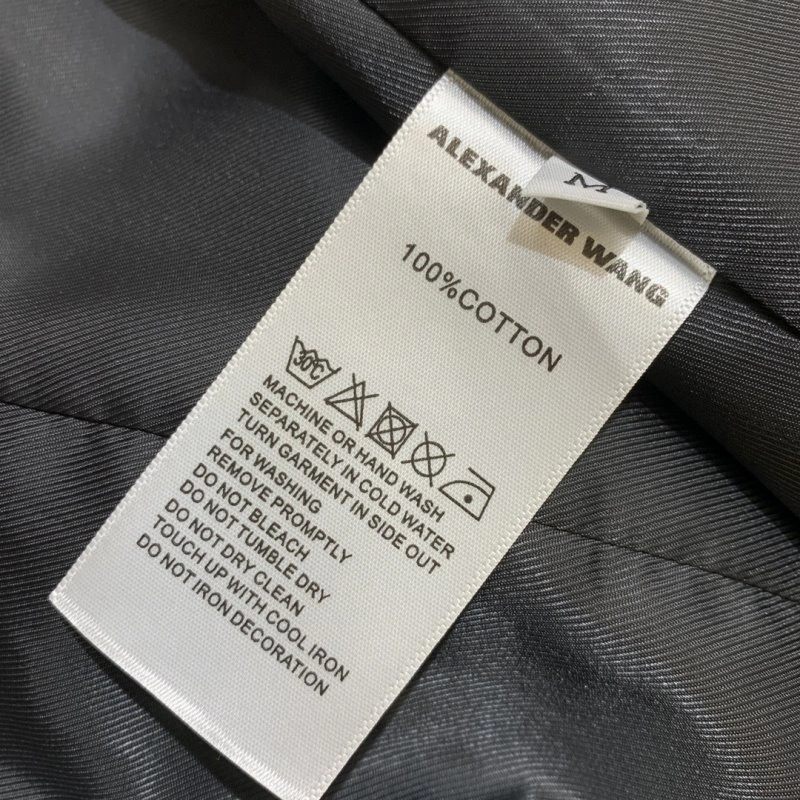 M
ALEXANDER WANG
100%COTTON
30℃
MACHINE OR HAND WASH
SEPARATELY IN COLD WATER
TURN GARMENT IN SIDE OUT
FOR WASHING
REMOVE PROMPTLY
DO NOT BLEACH
DO NOT TUMBLE DRY
DO NOT DRY CLEAN
TOUCH UP WITH COOL IRON
DO NOT IRON DECORATION